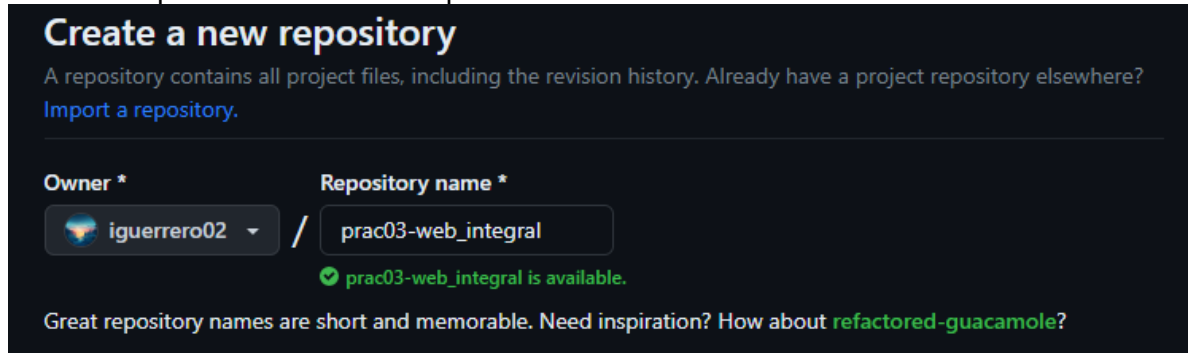 Create a new repository
A repository contains all project files, including the revision history. Already have a project repository elsewhere?
Import a repository.
Owner * Repository name *
iguerrero02 / prac03-web_integral
prac03-web_integral is available.
Great repository names are short and memorable. Need inspiration? How about refactored-guacamole?